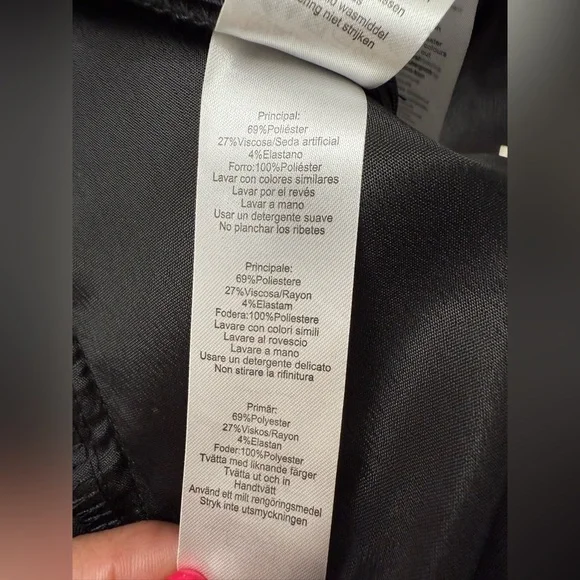 wasmiddel
ering niet strijken
Principal:
69%Poliéster
27%Viscosa/Seda artificial
4%Elastano
Forro:100%Poliéster
Lavar con colores similares
Lavar por el revés
Lavar a mano
Usar un detergente suave
No planchar los ribetes
Principale:
69%Poliestere
27%Viscosa/Rayon
4%Elastam
Fodera:100%Poliestere
Lavare con colori simili
Lavare al rovescio
Lavare a mano
Usare un detergente delicato
Non stirare la rifinitura
Primär:
69%Polyester
27%Viskos/Rayon
4%Elastan
Foder:100%Polyester
Tvätta med liknande färger
Tvätta ut och in
Handtvätt
Använd ett milt rengöringsmedel
Stryk inte utsmyckningen